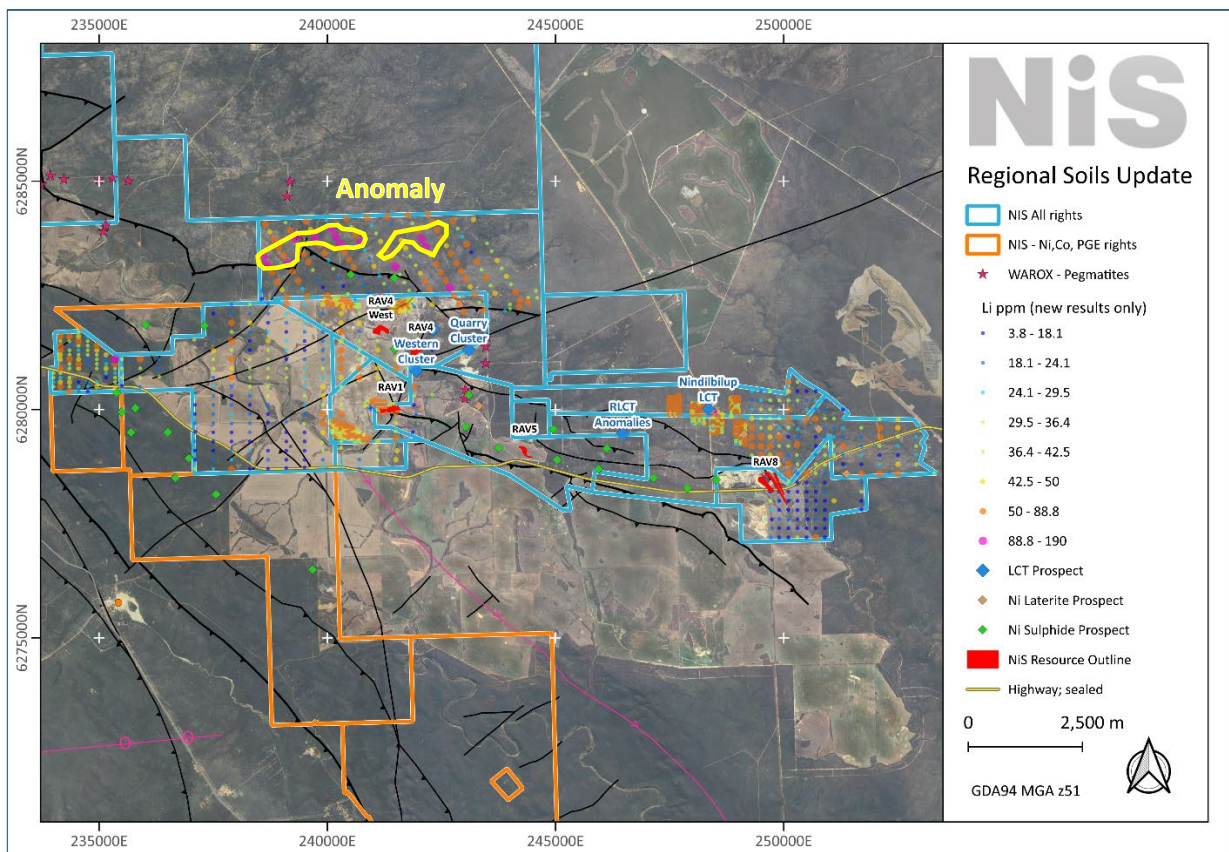 235000E 240000E 245000E 250000E
6285000N
6280000N
6275000N
Anomaly
RAV4
West
RAV4
Quarry
Cluster
Western
Cluster
RAV1
Nindilbilup
LCT
RLCT
Anomalies
RAV5
RAV8
235000E 240000E 245000E 250000E
NiS
Regional Soils Update
NIS All rights
NIS - Ni,Co, PGE rights
WAROX - Pegmatites
Li ppm (new results only)
3.8 - 18.1
18.1 - 24.1
24.1 - 29.5
29.5 - 36.4
36.4 - 42.5
42.5 - 50
50 - 88.8
88.8 - 190
LCT Prospect
Ni Laterite Prospect
Ni Sulphide Prospect
NiS Resource Outline
Highway; sealed
0 2,500 m
GDA94 MGA z51